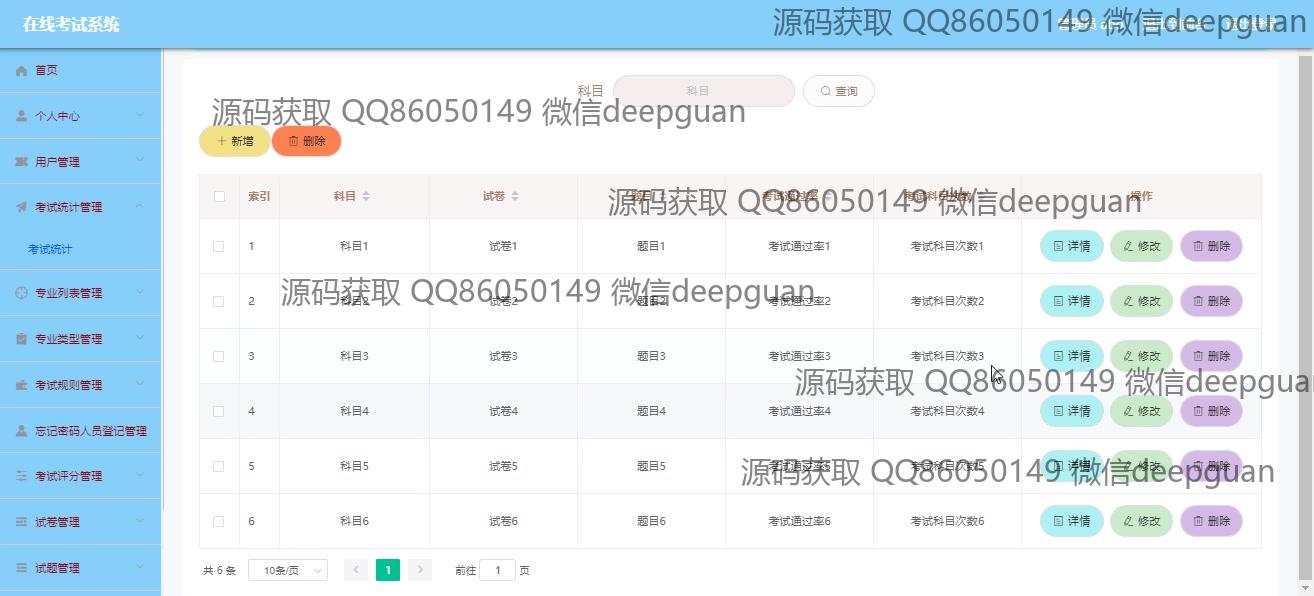 在线考试系统
源码获取 QQ86050149 微信deepguan
首页
个人中心
用户管理
考试统计管理
考试统计
专业列表管理
专业类型管理
考试规则管理
忘记密码人员登记管理
考试评分管理
试卷管理
试题管理
科目 科目 查询
源码获取 QQ86050149 微信deepguan
新增 删除
索引 科目 试卷 题目 考试通过率 考试科目次数 操作
源码获取 QQ86050149 微信deepguan
1 科目1 试卷1 题目1 考试通过率1 考试科目次数1 详情 修改 删除
2 科目2 试卷2 题目2 考试通过率2 考试科目次数2 详情 修改 删除
源码获取 QQ86050149 微信deepguan
3 科目3 试卷3 题目3 考试通过率3 考试科目次数3 详情 修改 删除
源码获取 QQ86050149 微信deepgua
4 科目4 试卷4 题目4 考试通过率4 考试科目次数4 详情 修改 删除
5 科目5 试卷5 题目5 考试通过率5 考试科目次数5 详情 修改 删除
源码获取 QQ86050149 微信deepguan
6 科目6 试卷6 题目6 考试通过率6 考试科目次数6 详情 修改 删除
共 6 条 10条/页 1 前往 1 页